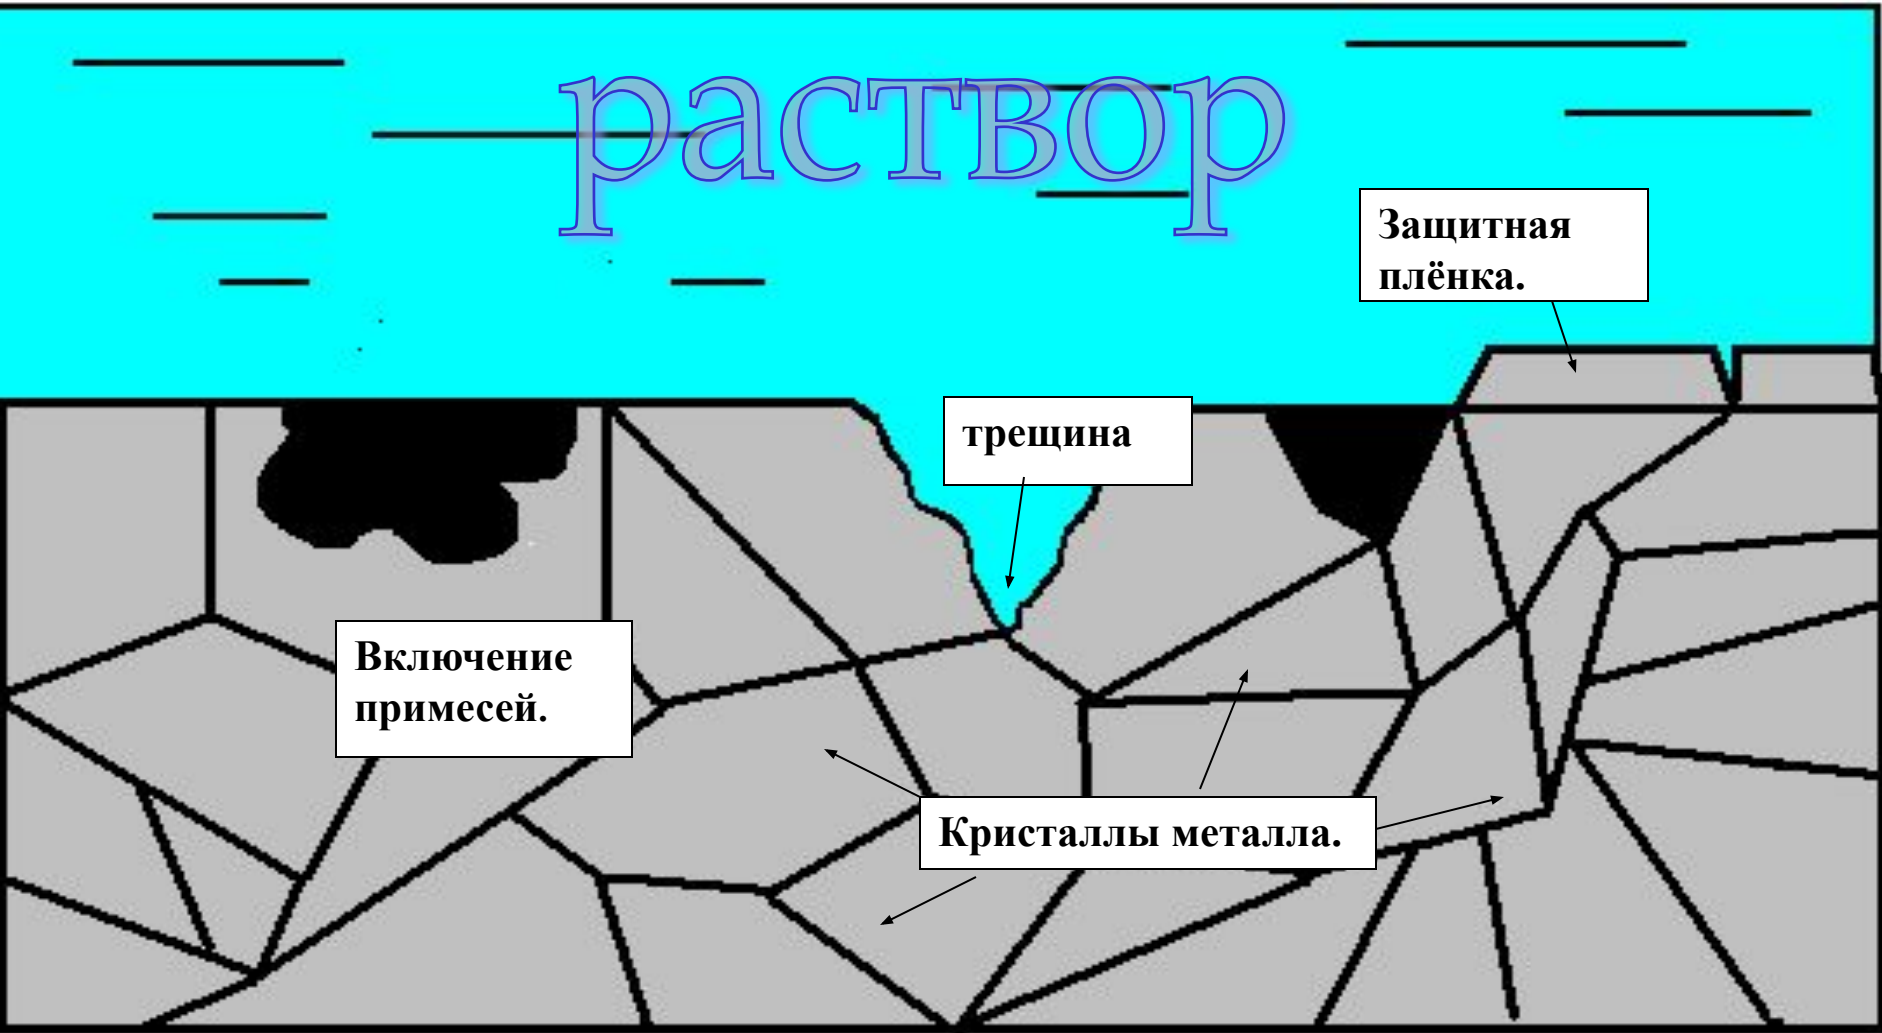 раствор
Защитная
плёнка.
трещина
Включение
примесей.
Кристаллы металла.